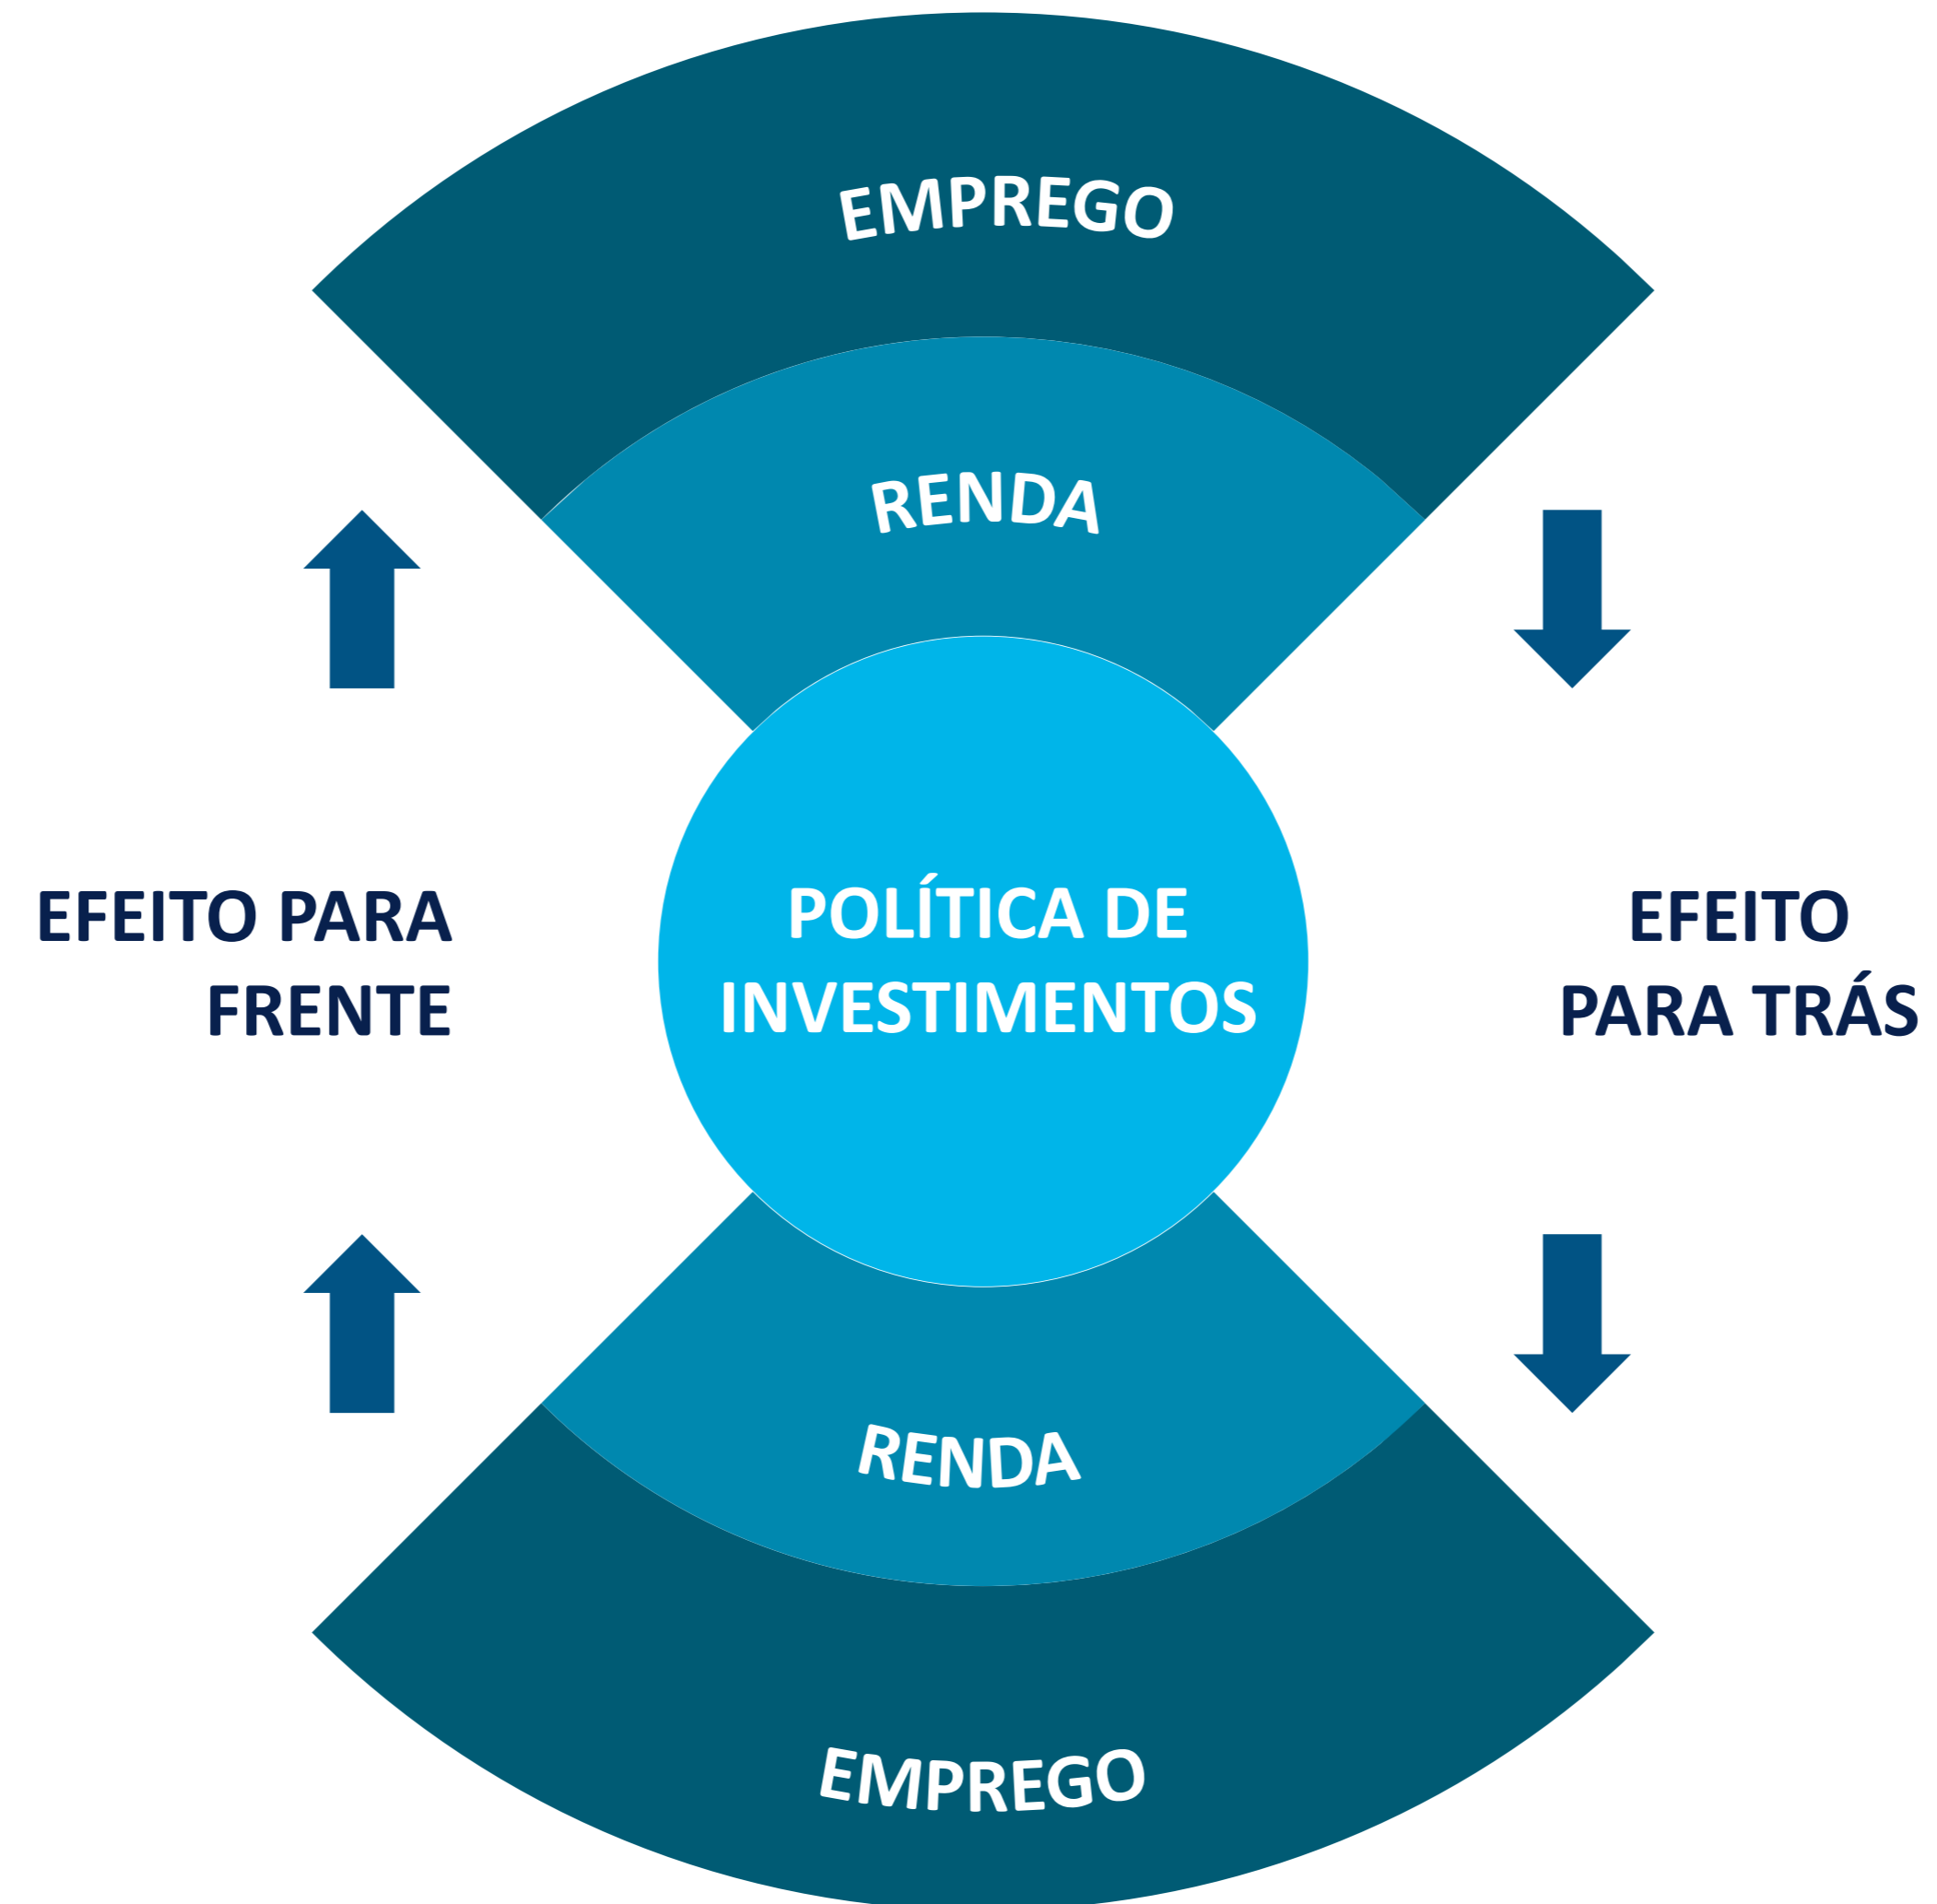 EMPREGO
RENDA
EFEITO PARA
FRENTE
POLÍTICA DE
INVESTIMENTOS
EFEITO
PARA TRÁS
RENDA
EMPREGO